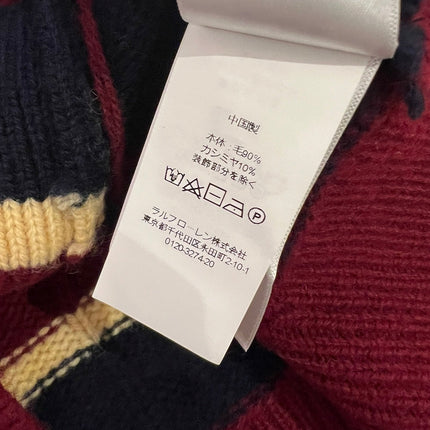 中国製
本体：毛90%
カシミヤ10%
装飾部分を除く
ラルフローレン株式会社
東京都千代田区永田町2-10-1
0120-3274-20